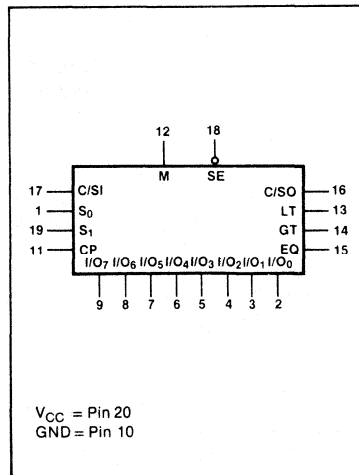 12 18
M SE
17 C/SI C/SO 16
1 S₀ LT 13
19 S₁ GT 14
11 CP EQ 15
I/O₇ I/O₆ I/O₅ I/O₄ I/O₃ I/O₂ I/O₁ I/O₀
9 8 7 6 5 4 3 2
V_CC = Pin 20
GND = Pin 10